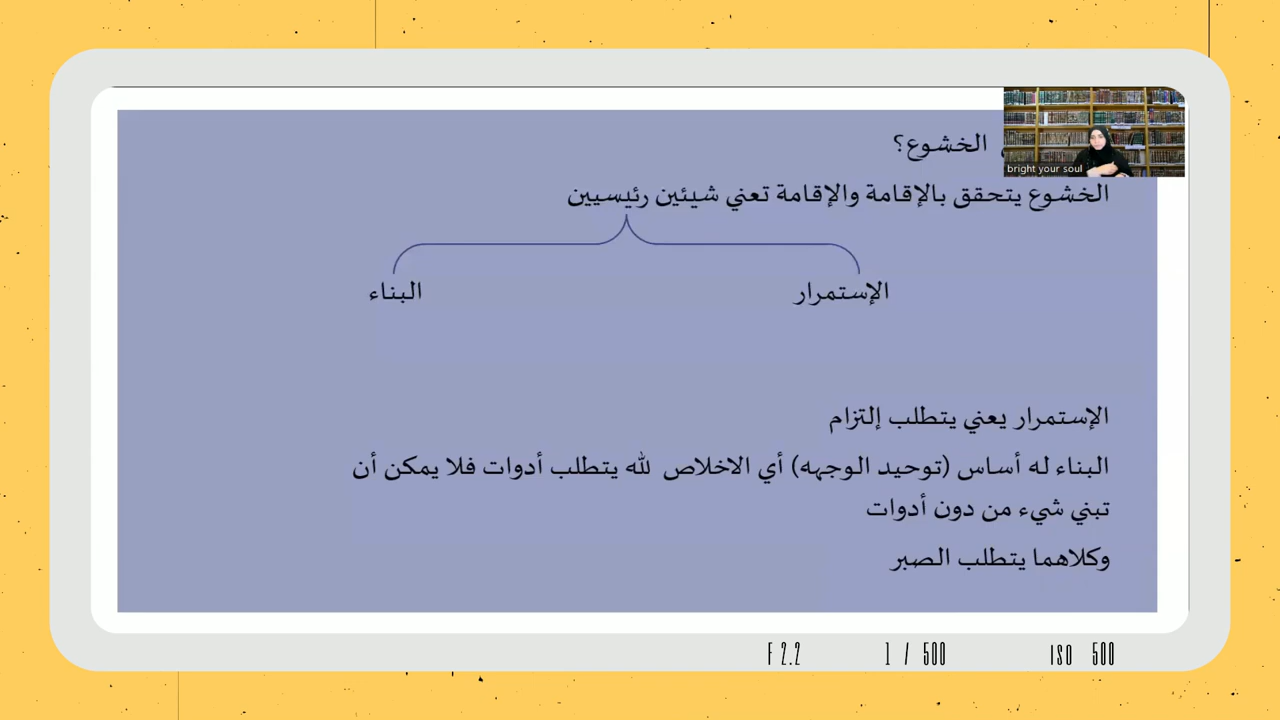 الخشوع؟
bright your soul
الخشوع يتحقق بالإقامة والإقامة تعني شيئين رئيسيين
الإستمرار
البناء
الإستمرار يعني يتطلب إلتزام
البناء له أساس (توحيد الوجهه) أي الاخلاص لله يتطلب أدوات فلا يمكن أن
تبني شيء من دون أدوات
وكلاهما يتطلب الصبر
F 2.2 1 / 500 ISO 500